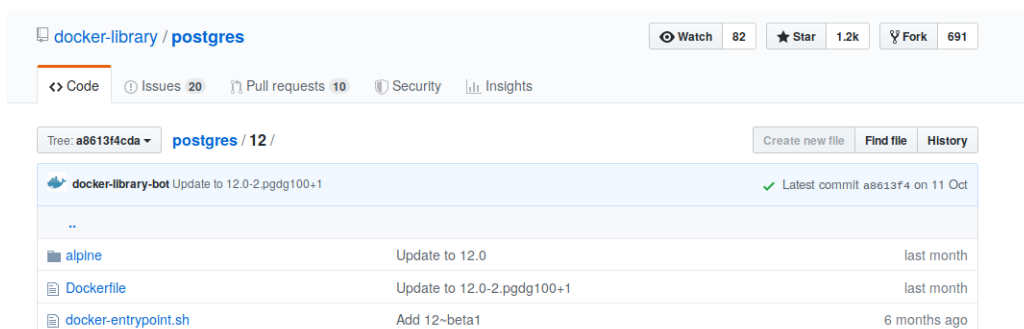 docker-library / postgres Watch 82 Star 1.2k Fork 691
Code Issues 20 Pull requests 10 Security Insights
Tree: a8613f4cda postgres / 12 / Create new file Find file History
docker-library-bot Update to 12.0-2.pgdg100+1 Latest commit a8613f4 on 11 Oct
..
alpine Update to 12.0 last month
Dockerfile Update to 12.0-2.pgdg100+1 last month
docker-entrypoint.sh Add 12~beta1 6 months ago